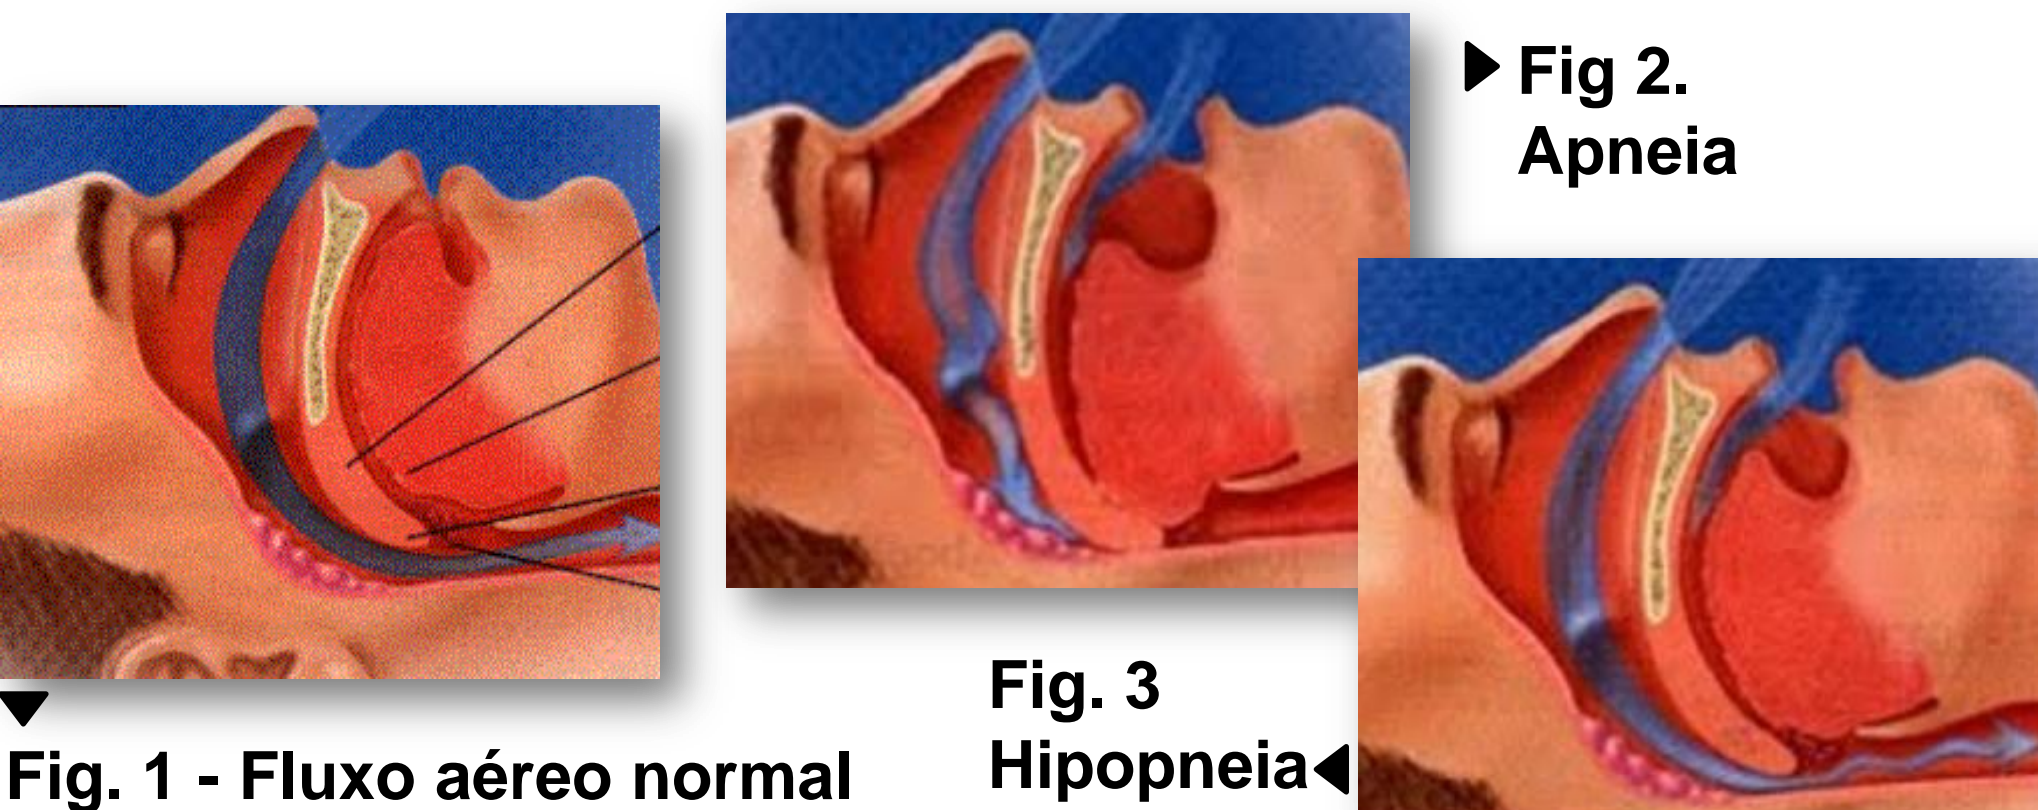 Fig 2.
Apneia
Fig. 3
Hipopneia
Fig. 1 - Fluxo aéreo normal